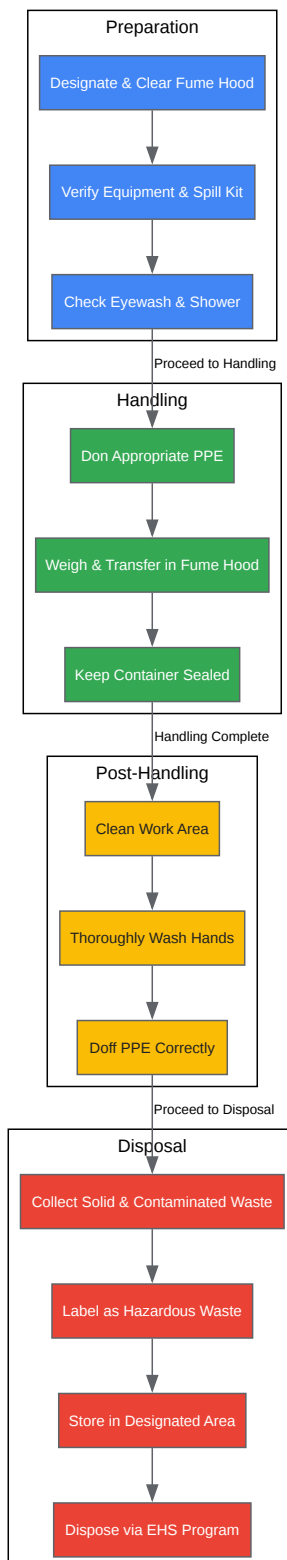 Preparation
Designate & Clear Fume Hood
Verify Equipment & Spill Kit
Check Eyewash & Shower
Proceed to Handling
Handling
Don Appropriate PPE
Weigh & Transfer in Fume Hood
Keep Container Sealed
Handling Complete
Post-Handling
Clean Work Area
Thoroughly Wash Hands
Doff PPE Correctly
Proceed to Disposal
Disposal
Collect Solid & Contaminated Waste
Label as Hazardous Waste
Store in Designated Area
Dispose via EHS Program